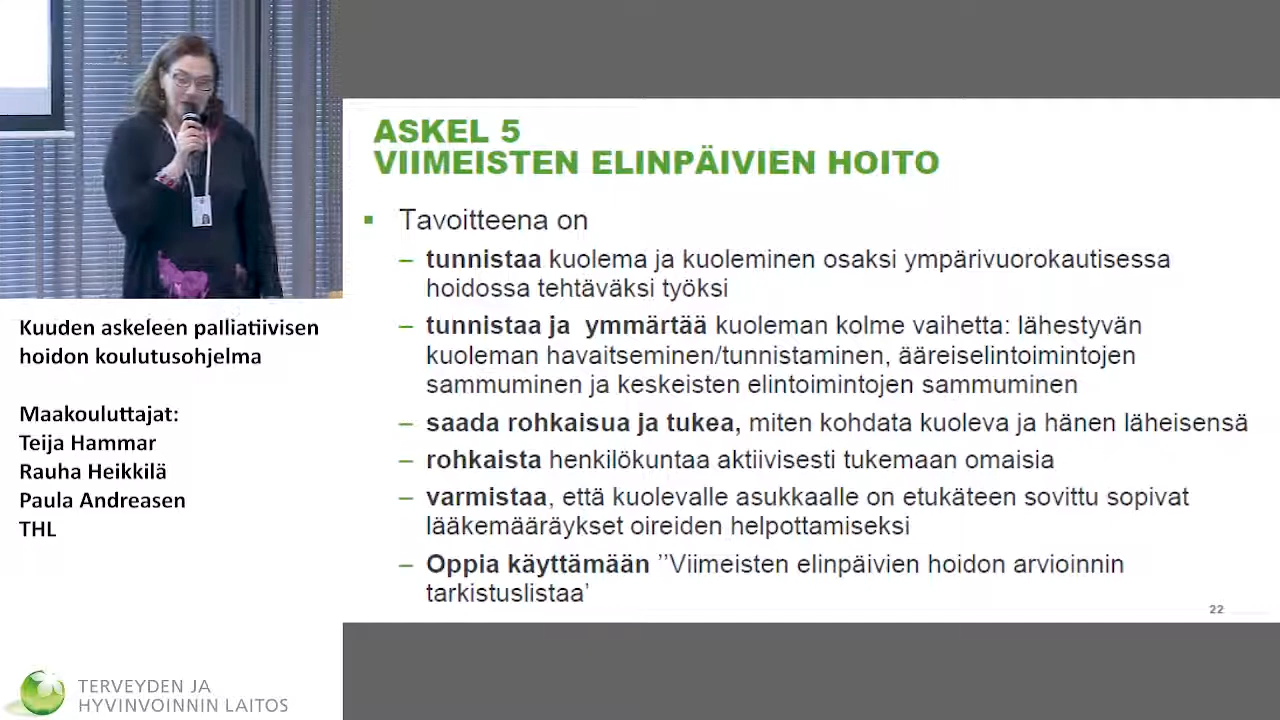 ASKEL 5
VIIMEISTEN ELINPÄIVIEN HOITO
▪ Tavoitteena on
– tunnistaa kuolema ja kuoleminen osaksi ympärivuorokautisessa
hoidossa tehtäväksi työksi
– tunnistaa ja  ymmärtää kuoleman kolme vaihetta: lähestyvän
kuoleman havaitseminen/tunnistaminen, ääreiselintoimintojen
sammuminen ja keskeisten elintoimintojen sammuminen
– saada rohkaisua ja tukea, miten kohdata kuoleva ja hänen läheisensä
– rohkaista henkilökuntaa aktiivisesti tukemaan omaisia
– varmistaa, että kuolevalle asukkaalle on etukäteen sovittu sopivat
lääkemääräykset oireiden helpottamiseksi
– Oppia käyttämään ”Viimeisten elinpäivien hoidon arvioinnin
tarkistuslistaa’
22
Kuuden askeleen palliatiivisen
hoidon koulutusohjelma
Maakouluttajat:
Teija Hammar
Rauha Heikkilä
Paula Andreasen
THL
TERVEYDEN JA
HYVINVOINNIN LAITOS